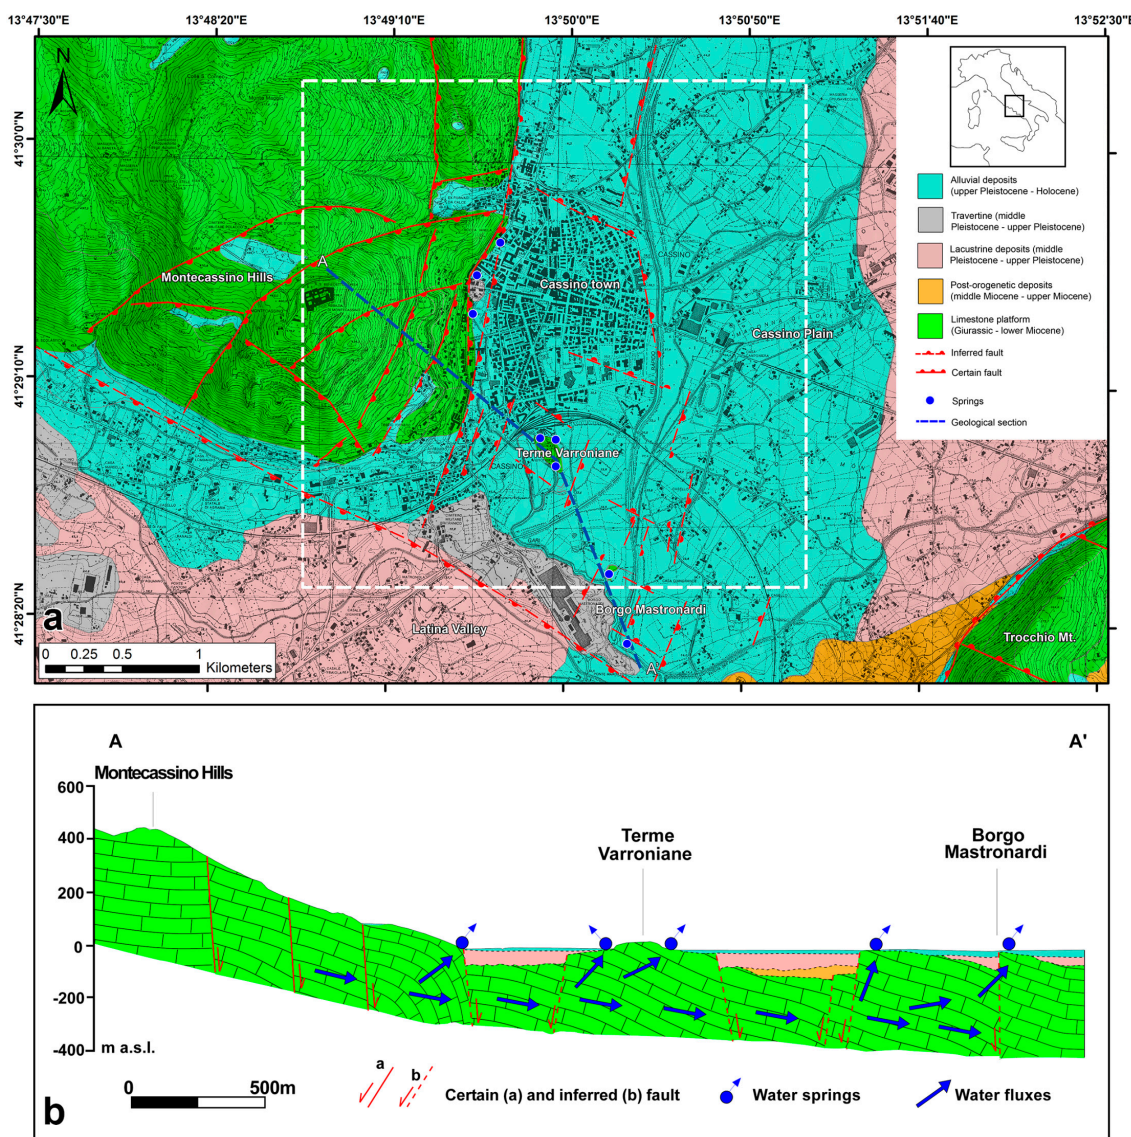 13°47'30"E 13°48'20"E 13°49'10"E 13°50'00"E 13°50'50"E 13°51'40"E 13°52'30"E
N
41°30'0"N
41°29'10"N
41°28'20"N
Alluvial deposits
(upper Pleistocene - Holocene)
Travertine (middle
Pleistocene - upper Pleistocene)
Lacustrine deposits (middle
Pleistocene - upper Pleistocene)
Post-orogenetic deposits
(middle Miocene - upper Miocene)
Limestone platform
(Giurassic - lower Miocene)
Inferred fault
Certain fault
Springs
Geological section
A
Montecassino Hills
CASSINO
Cassino town
Cassino Plain
Terme Varroniane
CASSINO
Borgo Mastronardi
Latina Valley
Trocchio Mt.
A'
a
0 0.25 0.5 1
Kilometers
A A'
Montecassino Hills
Terme
Varroniane
Borgo
Mastronardi
600
400
200
0
-200
-400
m a.s.l.
0 500m
a
b
Certain (a) and inferred (b) fault
Water springs
Water fluxes
b